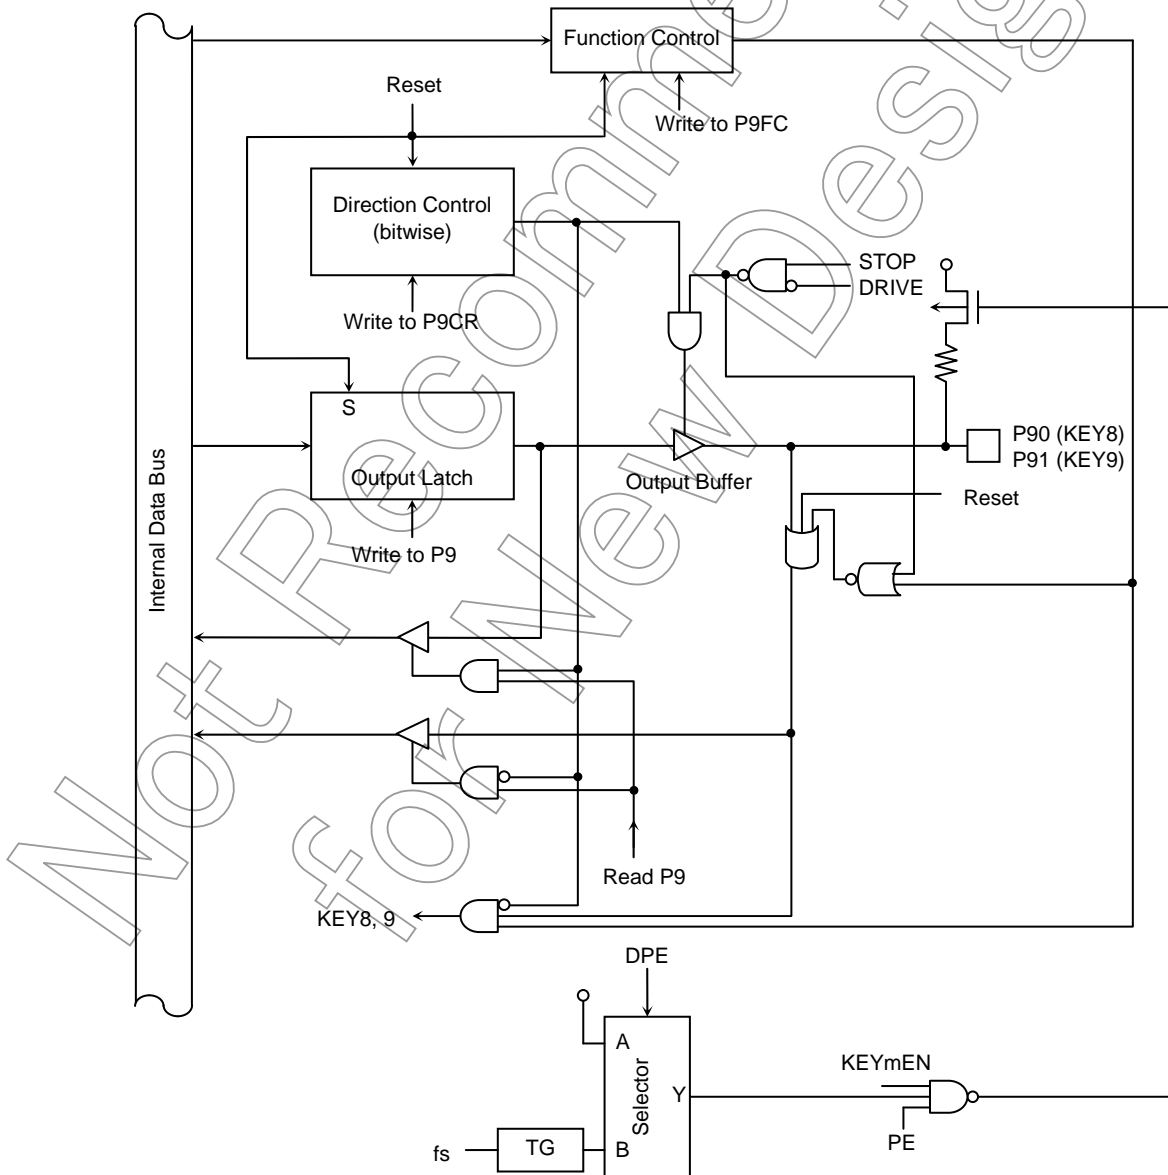 Function Control
Reset
Write to P9FC
Direction Control
(bitwise)
STOP
DRIVE
Write to P9CR
S
P90 (KEY8)
P91 (KEY9)
Output Latch
Output Buffer
Reset
Internal Data Bus
Write to P9
Read P9
KEY8, 9
DPE
A
KEYmEN
Selector
Y
PE
fs
TG
B
Not Recommen
for New Desig